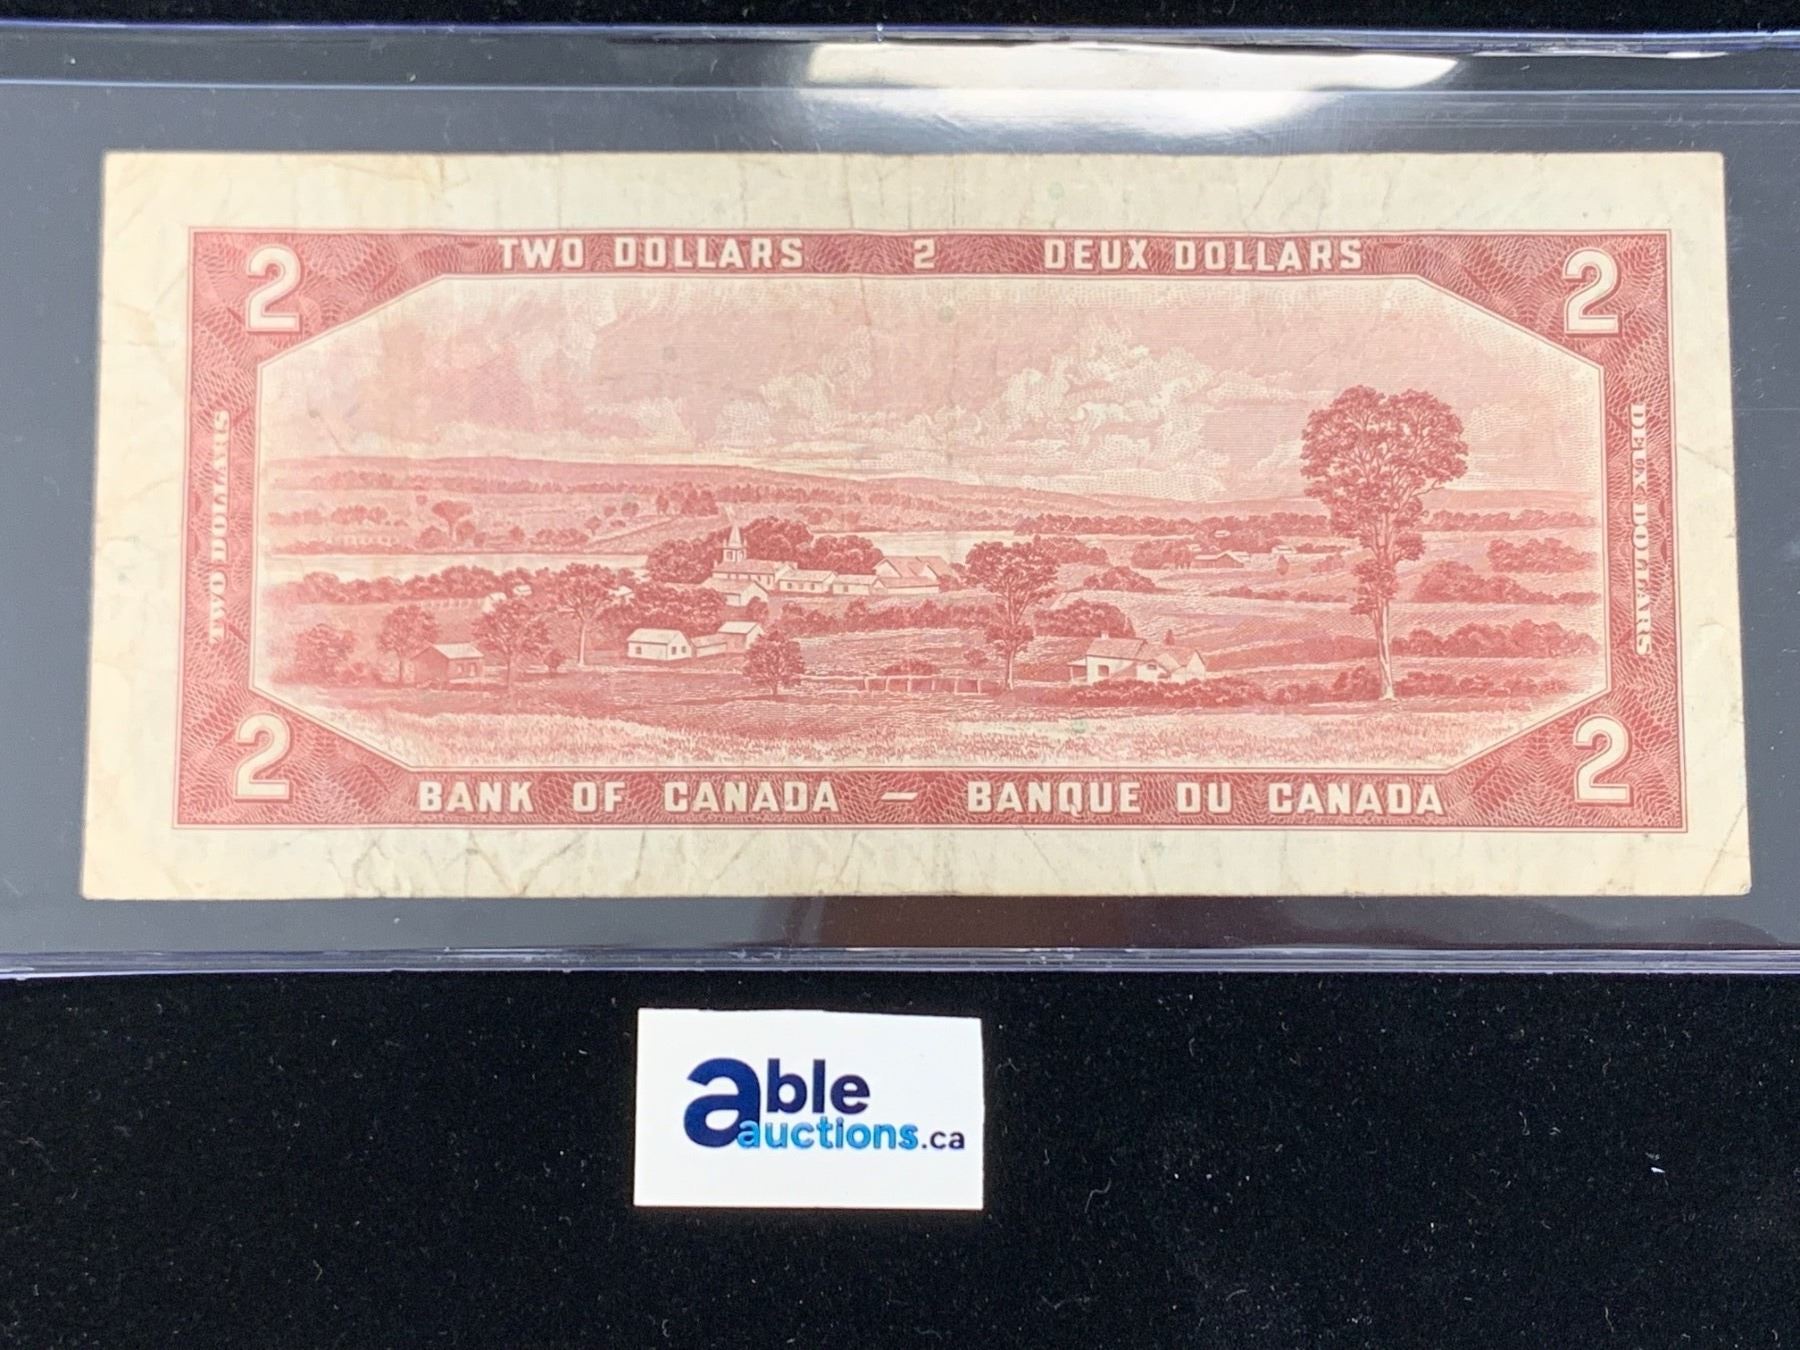 TWO DOLLARS 2 DEUX DOLLARS
2 2
TWO DOLLARS
DEUX DOLLARS
2 2
BANK OF CANADA – BANQUE DU CANADA
able
auctions.ca